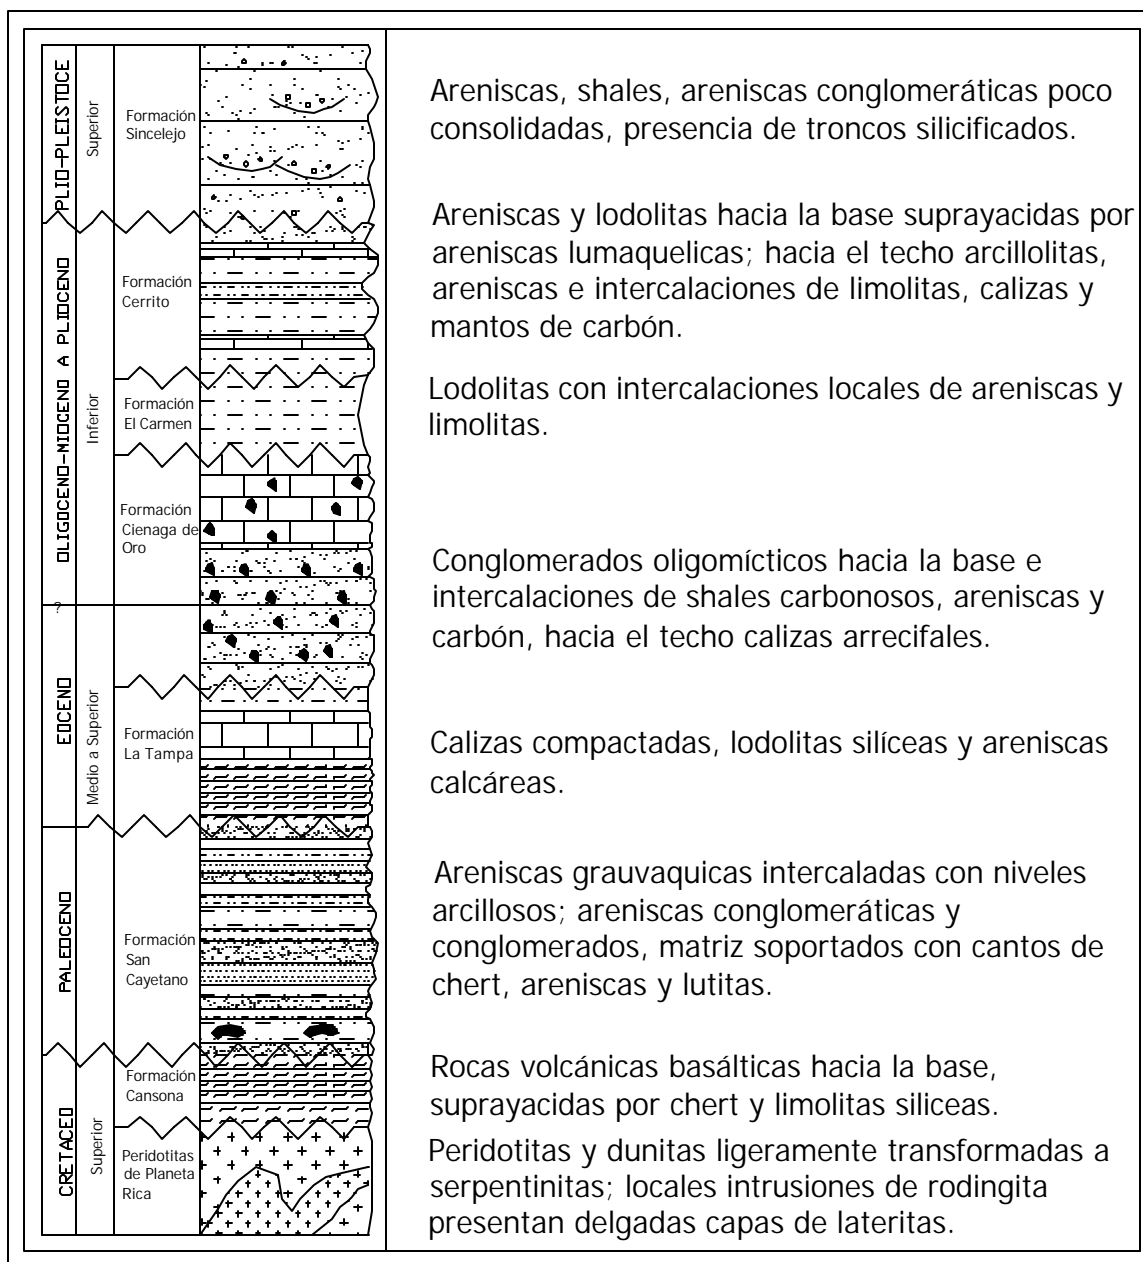 PLIO-PLEISTOCE
Superior
Formación
Sincelejo
Areniscas, shales, areniscas conglomeráticas poco
consolidadas, presencia de troncos silicificados.
OLIGOCENO-MIOCENO A PLIOCENO
Inferior
Formación
Cerrito
Areniscas y lodolitas hacia la base suprayacidas por
areniscas lumaquelicas; hacia el techo arcillolitas,
areniscas e intercalaciones de limolitas, calizas y
mantos de carbón.
Formación
El Carmen
Lodolitas con intercalaciones locales de areniscas y
limolitas.
Formación
Cienaga de
Oro
Conglomerados oligomícticos hacia la base e
intercalaciones de shales carbonosos, areniscas y
carbón, hacia el techo calizas arrecifales.
?
EOCENO
Medio a Superior
Formación
La Tampa
Calizas compactadas, lodolitas silíceas y areniscas
calcáreas.
PALEOCENO
Formación
San
Cayetano
Areniscas grauvaquicas intercaladas con niveles
arcillosos; areniscas conglomeráticas y
conglomerados, matriz soportados con cantos de
chert, areniscas y lutitas.
CRETACEO
Superior
Formación
Cansona
Rocas volcánicas basálticas hacia la base,
suprayacidas por chert y limolitas siliceas.
Peridotitas
de Planeta
Rica
Peridotitas y dunitas ligeramente transformadas a
serpentinitas; locales intrusiones de rodingita
presentan delgadas capas de lateritas.